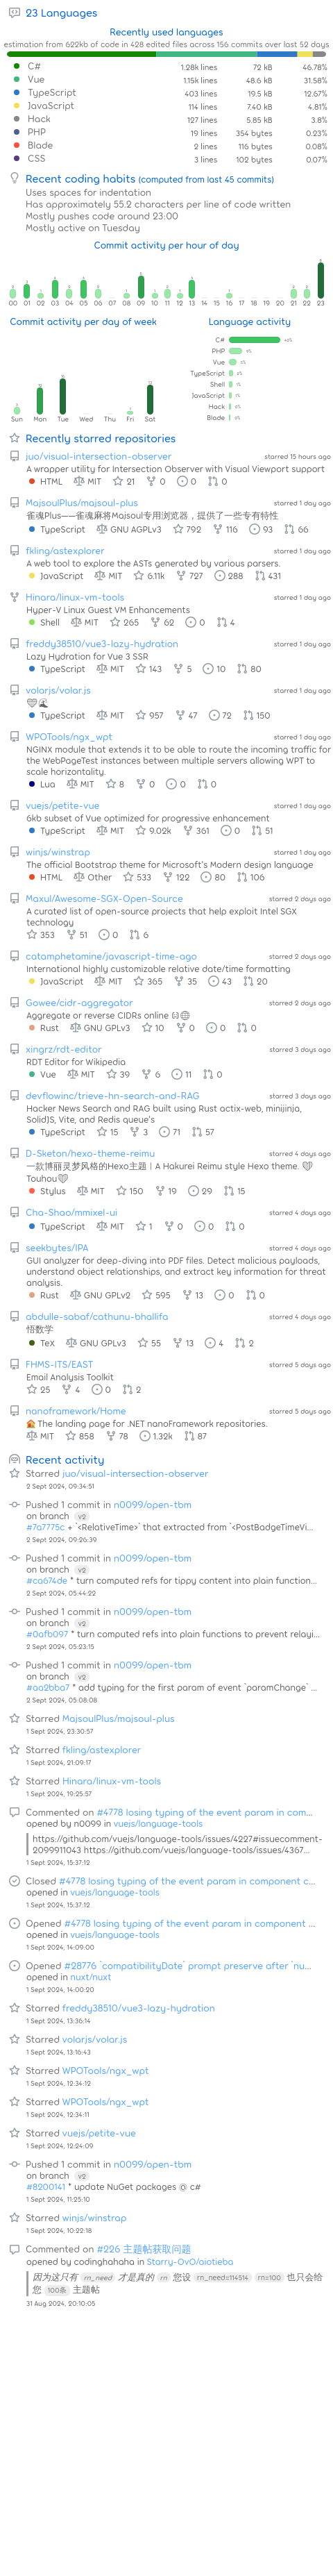 23 Languages
Recently used languages
estimation from 622kb of code in 428 edited files across 156 commits over last 52 days
C# 1.28k lines 72 kB 46.78%
Vue 1.15k lines 48.6 kB 31.58%
TypeScript 403 lines 19.5 kB 12.67%
JavaScript 114 lines 7.40 kB 4.81%
Hack 127 lines 5.85 kB 3.8%
PHP 19 lines 354 bytes 0.23%
Blade 2 lines 116 bytes 0.08%
CSS 3 lines 102 bytes 0.07%
Recent coding habits (computed from last 45 commits)
Uses spaces for indentation
Has approximately 55.2 characters per line of code written
Mostly pushes code around 23:00
Mostly active on Tuesday
Commit activity per hour of day
00 01 02 03 04 05 06 07 08 09 10 11 12 13 14 15 16 17 18 19 20 21 22 23
Commit activity per day of week
Sun Mon Tue Wed Thu Fri Sat
Language activity
C#
PHP
Vue
TypeScript
Shell
JavaScript
Hack
Blade
Recently starred repositories
juo/visual-intersection-observer starred 15 hours ago
A wrapper utility for Intersection Observer with Visual Viewport support
HTML MIT 21 0 0 0
MajsoulPlus/majsoul-plus starred 1 day ago
雀魂Plus——雀魂麻将Majsoul专用浏览器，提供了一些专有特性
TypeScript GNU AGPLv3 792 116 93 66
fkling/astexplorer starred 1 day ago
A web tool to explore the ASTs generated by various parsers.
JavaScript MIT 6.11k 727 288 431
Hinara/linux-vm-tools starred 1 day ago
Hyper-V Linux Guest VM Enhancements
Shell MIT 265 62 0 4
freddy38510/vue3-lazy-hydration starred 1 day ago
Lazy Hydration for Vue 3 SSR
TypeScript MIT 143 5 10 80
volarjs/volar.js starred 1 day ago
TypeScript MIT 957 47 72 150
WPOTools/ngx_wpt starred 1 day ago
NGINX module that extends it to be able to route the incoming traffic for
the WebPageTest instances between multiple servers allowing WPT to
scale horizontally.
Lua MIT 8 0 0 0
vuejs/petite-vue starred 1 day ago
6kb subset of Vue optimized for progressive enhancement
TypeScript MIT 9.02k 361 0 51
winjs/winstrap starred 1 day ago
The official Bootstrap theme for Microsoft's Modern design language
HTML Other 533 122 80 106
Maxul/Awesome-SGX-Open-Source starred 2 days ago
A curated list of open-source projects that help exploit Intel SGX
technology
353 51 0 6
catamphetamine/javascript-time-ago starred 2 days ago
International highly customizable relative date/time formatting
JavaScript MIT 365 35 43 20
Gowee/cidr-aggregator starred 2 days ago
Aggregate or reverse CIDRs online
Rust GNU GPLv3 10 0 0 0
xingrz/rdt-editor starred 3 days ago
RDT Editor for Wikipedia
Vue MIT 39 6 11 0
devflowinc/trieve-hn-search-and-RAG starred 3 days ago
Hacker News Search and RAG built using Rust actix-web, minijinja,
SolidJS, Vite, and Redis queue's
TypeScript 15 3 71 57
D-Sketon/hexo-theme-reimu starred 4 days ago
一款博丽灵梦风格的Hexo主题 | A Hakurei Reimu style Hexo theme. 💖
Touhou💖
Stylus MIT 150 19 29 15
Cha-Shao/mmixel-ui starred 4 days ago
TypeScript MIT 1 0 0 0
seekbytes/IPA starred 4 days ago
GUI analyzer for deep-diving into PDF files. Detect malicious payloads,
understand object relationships, and extract key information for threat
analysis.
Rust GNU GPLv2 595 13 0 0
abdulle-sabaf/cathunu-bhallifa starred 4 days ago
悟数学
TeX GNU GPLv3 55 13 4 2
FHMS-ITS/EAST starred 5 days ago
Email Analysis Toolkit
25 4 0 2
nanoframework/Home starred 5 days ago
🏠 The landing page for .NET nanoFramework repositories.
MIT 858 78 1.32k 87
Recent activity
Starred juo/visual-intersection-observer
2 Sept 2024, 09:34:51
Pushed 1 commit in n0099/open-tbm
on branch v2
#7a7775c + `<RelativeTime>` that extracted from `<PostBadgeTimeVi...
2 Sept 2024, 09:26:39
Pushed 1 commit in n0099/open-tbm
on branch v2
#ca674de * turn computed refs for tippy content into plain function...
2 Sept 2024, 05:44:22
Pushed 1 commit in n0099/open-tbm
on branch v2
#0afb097 * turn computed refs into plain functions to prevent relayi...
2 Sept 2024, 05:23:15
Pushed 1 commit in n0099/open-tbm
on branch v2
#aa2bba7 * add typing for the first param of event `paramChange` ...
2 Sept 2024, 05:08:08
Starred MajsoulPlus/majsoul-plus
1 Sept 2024, 23:30:57
Starred fkling/astexplorer
1 Sept 2024, 21:09:17
Starred Hinara/linux-vm-tools
1 Sept 2024, 19:25:57
Commented on #4778 losing typing of the event param in com...
opened by n0099 in vuejs/language-tools
https://github.com/vuejs/language-tools/issues/4227#issuecomment-
2099911043 https://github.com/vuejs/language-tools/issues/4367...
1 Sept 2024, 15:37:12
Closed #4778 losing typing of the event param in component c...
opened in vuejs/language-tools
1 Sept 2024, 15:37:12
Opened #4778 losing typing of the event param in component ...
opened in vuejs/language-tools
1 Sept 2024, 14:09:00
Opened #28776 `compatibilityDate` prompt preserve after `nu...
opened in nuxt/nuxt
1 Sept 2024, 14:00:20
Starred freddy38510/vue3-lazy-hydration
1 Sept 2024, 13:36:14
Starred volarjs/volar.js
1 Sept 2024, 13:16:43
Starred WPOTools/ngx_wpt
1 Sept 2024, 12:34:12
Starred WPOTools/ngx_wpt
1 Sept 2024, 12:34:11
Starred vuejs/petite-vue
1 Sept 2024, 12:24:09
Pushed 1 commit in n0099/open-tbm
on branch v2
#8200141 * update NuGet packages @ c#
1 Sept 2024, 11:25:10
Starred winjs/winstrap
1 Sept 2024, 10:22:18
Commented on #226 主题帖获取问题
opened by codinghahaha in Starry-OvO/aiotieba
因为这只有 rn_need 才是真的 rn 您设 rn_need=114514 rn=100 也只会给
您 100条 主题帖
31 Aug 2024, 20:10:05